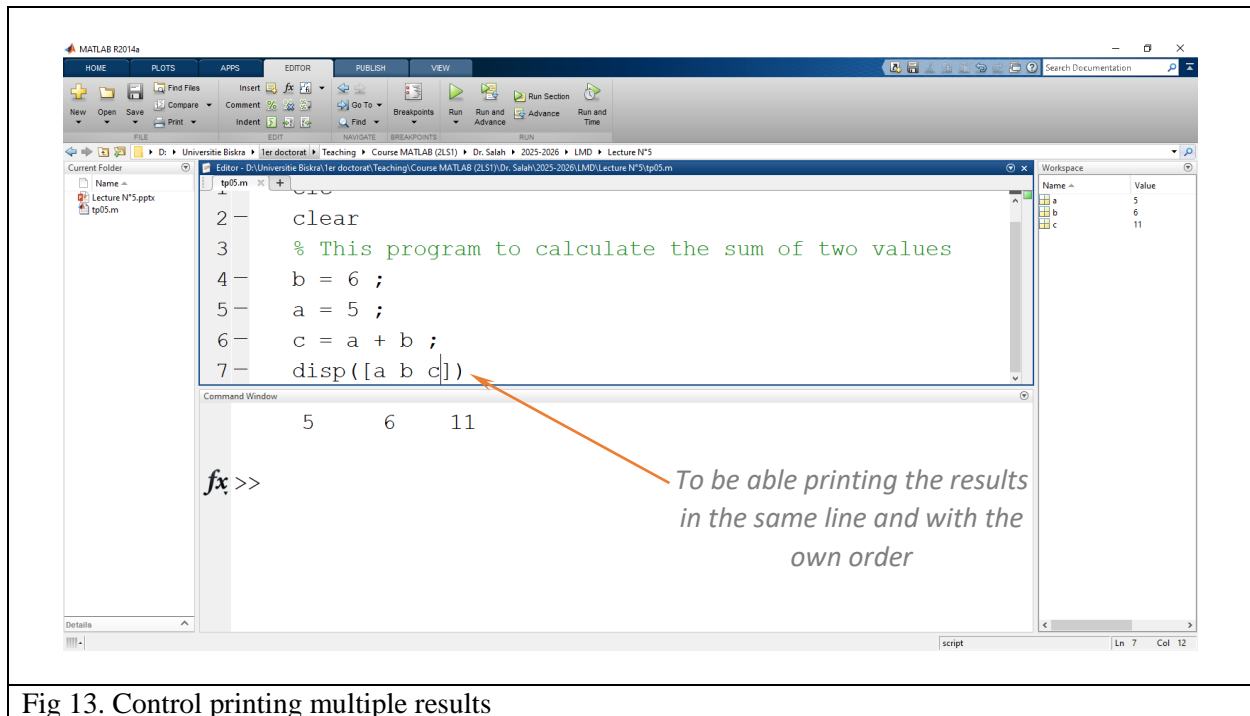 MATLAB R2014a
HOME PLOTS APPS EDITOR PUBLISH VIEW Search Documentation
Find Files Insert fx
New Open Save Compare Comment % Go To Breakpoints Run Run and Advance Run Section Advance Run and Time
Print Indent Find
FILE EDIT NAVIGATE BREAKPOINTS RUN
D: Universitie Biskra 1er doctorat Teaching Course MATLAB (2LS1) Dr. Salah 2025-2026 LMD Lecture N°5
Current Folder
Name
Lecture N°5.pptx
tp05.m
Editor - D:\Universitie Biskra\1er doctorat\Teaching\Course MATLAB (2LS1)\Dr. Salah\2025-2026\LMD\Lecture N°5\tp05.m
tp05.m
1 clc
2 clear
3 % This program to calculate the sum of two values
4 b = 6 ;
5 a = 5 ;
6 c = a + b ;
7 disp([a b c])
Command Window
5 6 11
fx >>
To be able printing the results
in the same line and with the
own order
Workspace
Name Value
a 5
b 6
c 11
Details
script Ln 7 Col 12
Fig 13. Control printing multiple results